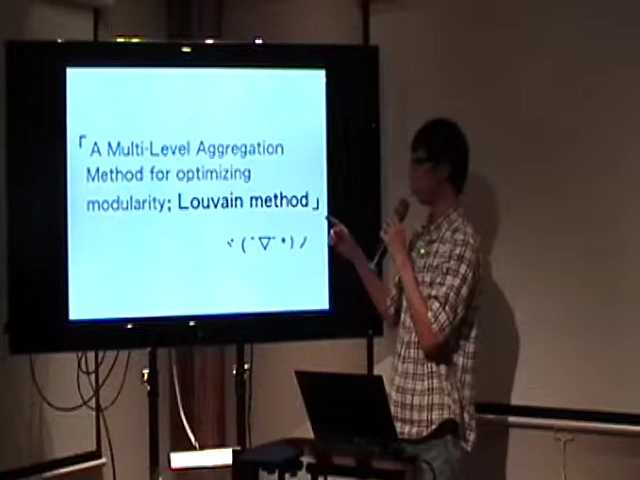 「A Multi-Level Aggregation
Method for optimizing
modularity; Louvain method」
ヾ(*´∇`*)ノ